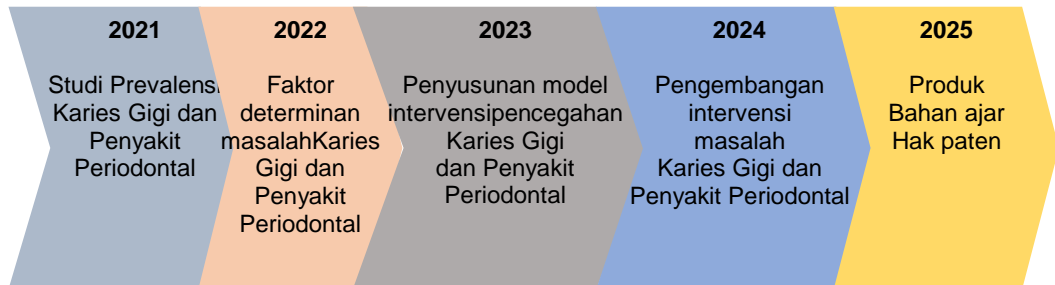 2021
Studi Prevalensi
Karies Gigi dan
Penyakit
Periodontal
2022
Faktor
determinan
masalahKaries
Gigi dan
Penyakit
Periodontal
2023
Penyusunan model
intervensipencegahan
Karies Gigi
dan Penyakit
Periodontal
2024
Pengembangan
intervensi
masalah
Karies Gigi dan
Penyakit Periodontal
2025
Produk
Bahan ajar
Hak paten